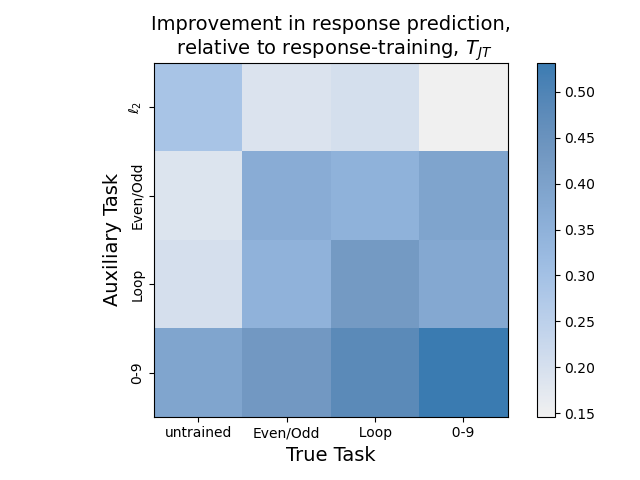 Improvement in response prediction,
relative to response-training, $T_{JT}$
Auxiliary Task
ℓ₂
Even/Odd
Loop
0-9
untrained
Even/Odd
Loop
0-9
True Task
0.50
0.45
0.40
0.35
0.30
0.25
0.20
0.15